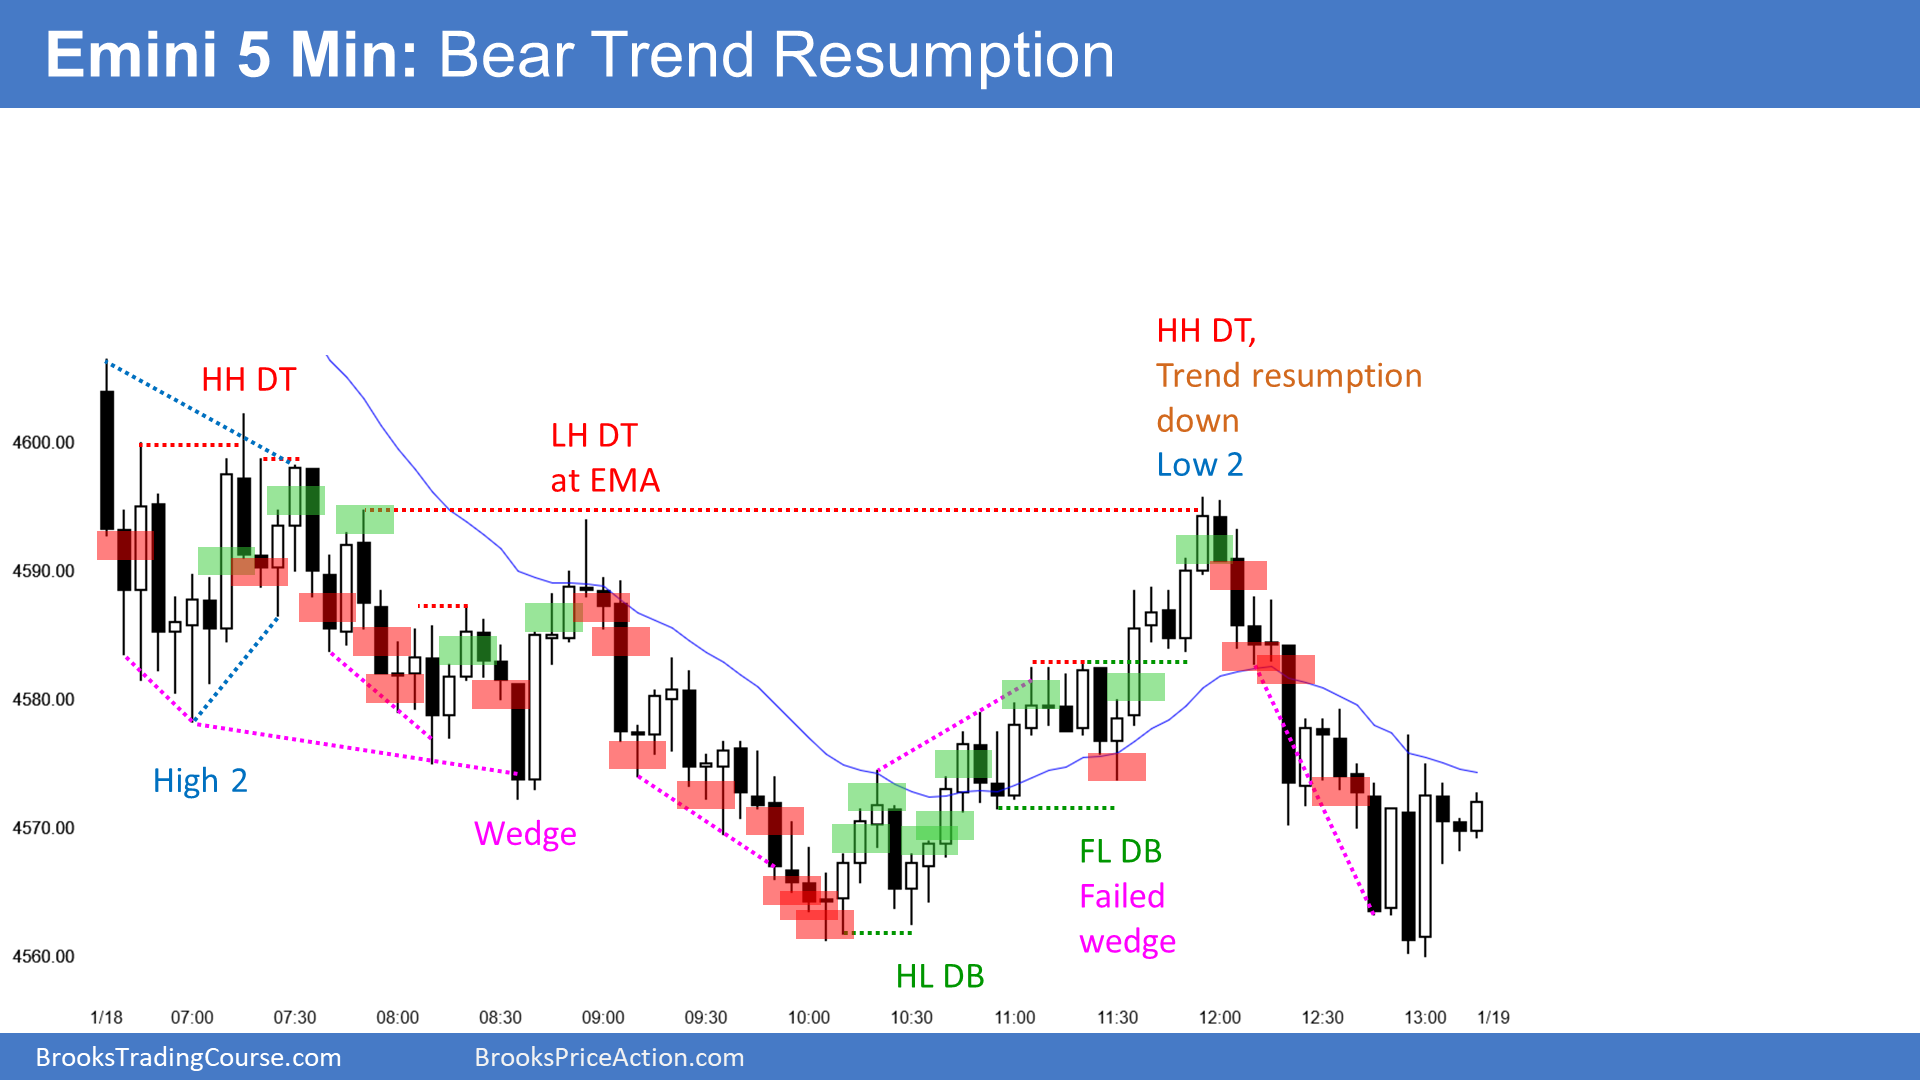 Emini 5 Min: Bear Trend Resumption
HH DT,
Trend resumption
down
Low 2
HH DT
LH DT
at EMA
4600.00
4590.00
4580.00
4570.00
4560.00
High 2
Wedge
FL DB
Failed
wedge
HL DB
1/18 07:00 07:30 08:00 08:30 09:00 09:30 10:00 10:30 11:00 11:30 12:00 12:30 13:00 1/19
BrooksTradingCourse.com BrooksPriceAction.com